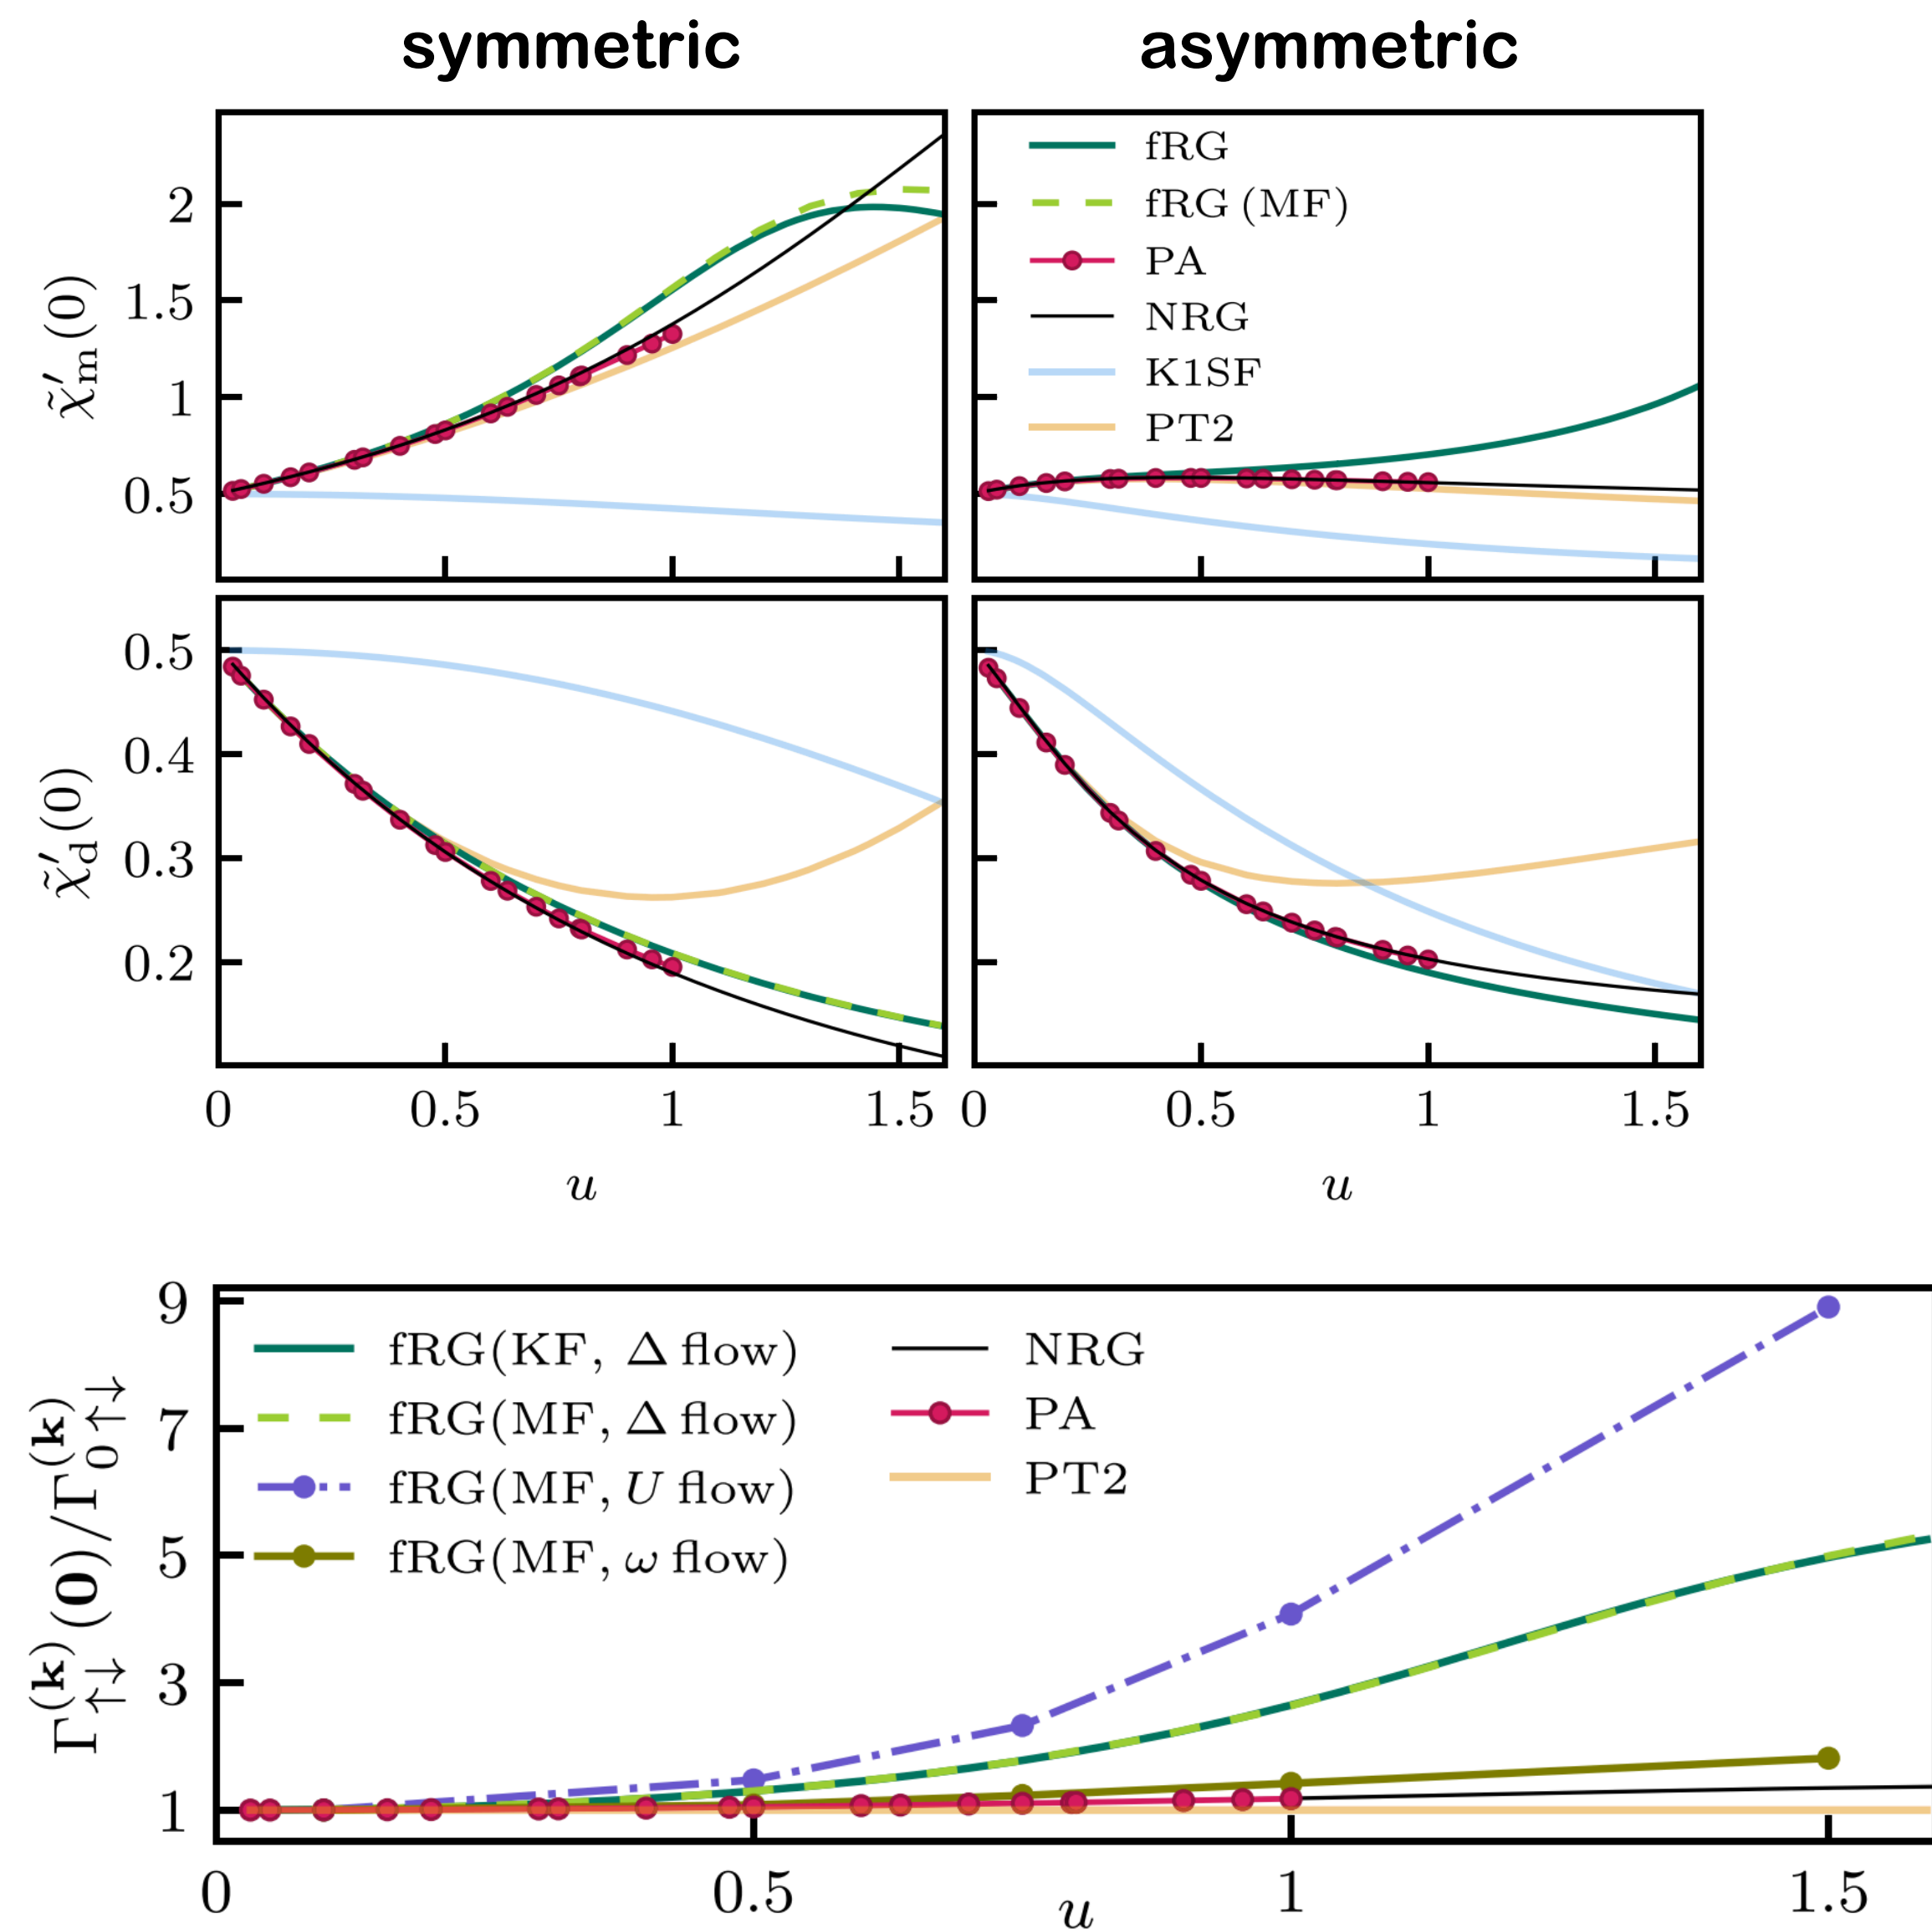 symmetric asymmetric
χ̃′ₘ(0)
2
1.5
1
0.5
fRG
fRG (MF)
PA
NRG
K1SF
PT2
χ̃′_d(0)
0.5
0.4
0.3
0.2
0 0.5 1 1.5 0 0.5 1 1.5
u u
Γ^(k)_↑↓(0)/Γ^(k)_0↑↓
9
7
5
3
1
fRG(KF, Δ flow)
fRG(MF, Δ flow)
fRG(MF, U flow)
fRG(MF, ω flow)
NRG
PA
PT2
0 0.5 1 1.5
u